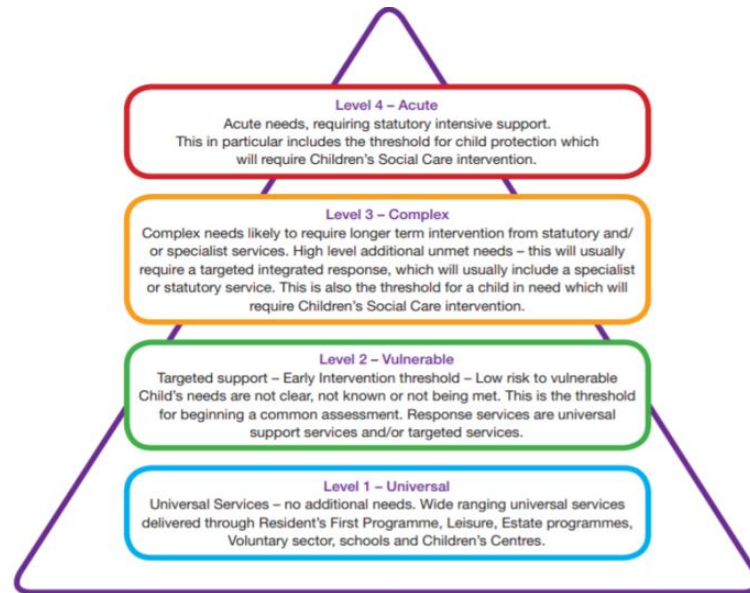 Level 4 – Acute
Acute needs, requiring statutory intensive support.
This in particular includes the threshold for child protection which
will require Children's Social Care intervention.
Level 3 – Complex
Complex needs likely to require longer term intervention from statutory and/
or specialist services. High level additional unmet needs – this will usually
require a targeted integrated response, which will usually include a specialist
or statutory service. This is also the threshold for a child in need which will
require Children's Social Care intervention.
Level 2 – Vulnerable
Targeted support – Early Intervention threshold – Low risk to vulnerable
Child's needs are not clear, not known or not being met. This is the threshold
for beginning a common assessment. Response services are universal
support services and/or targeted services.
Level 1 – Universal
Universal Services – no additional needs. Wide ranging universal services
delivered through Resident's First Programme, Leisure, Estate programmes,
Voluntary sector, schools and Children's Centres.